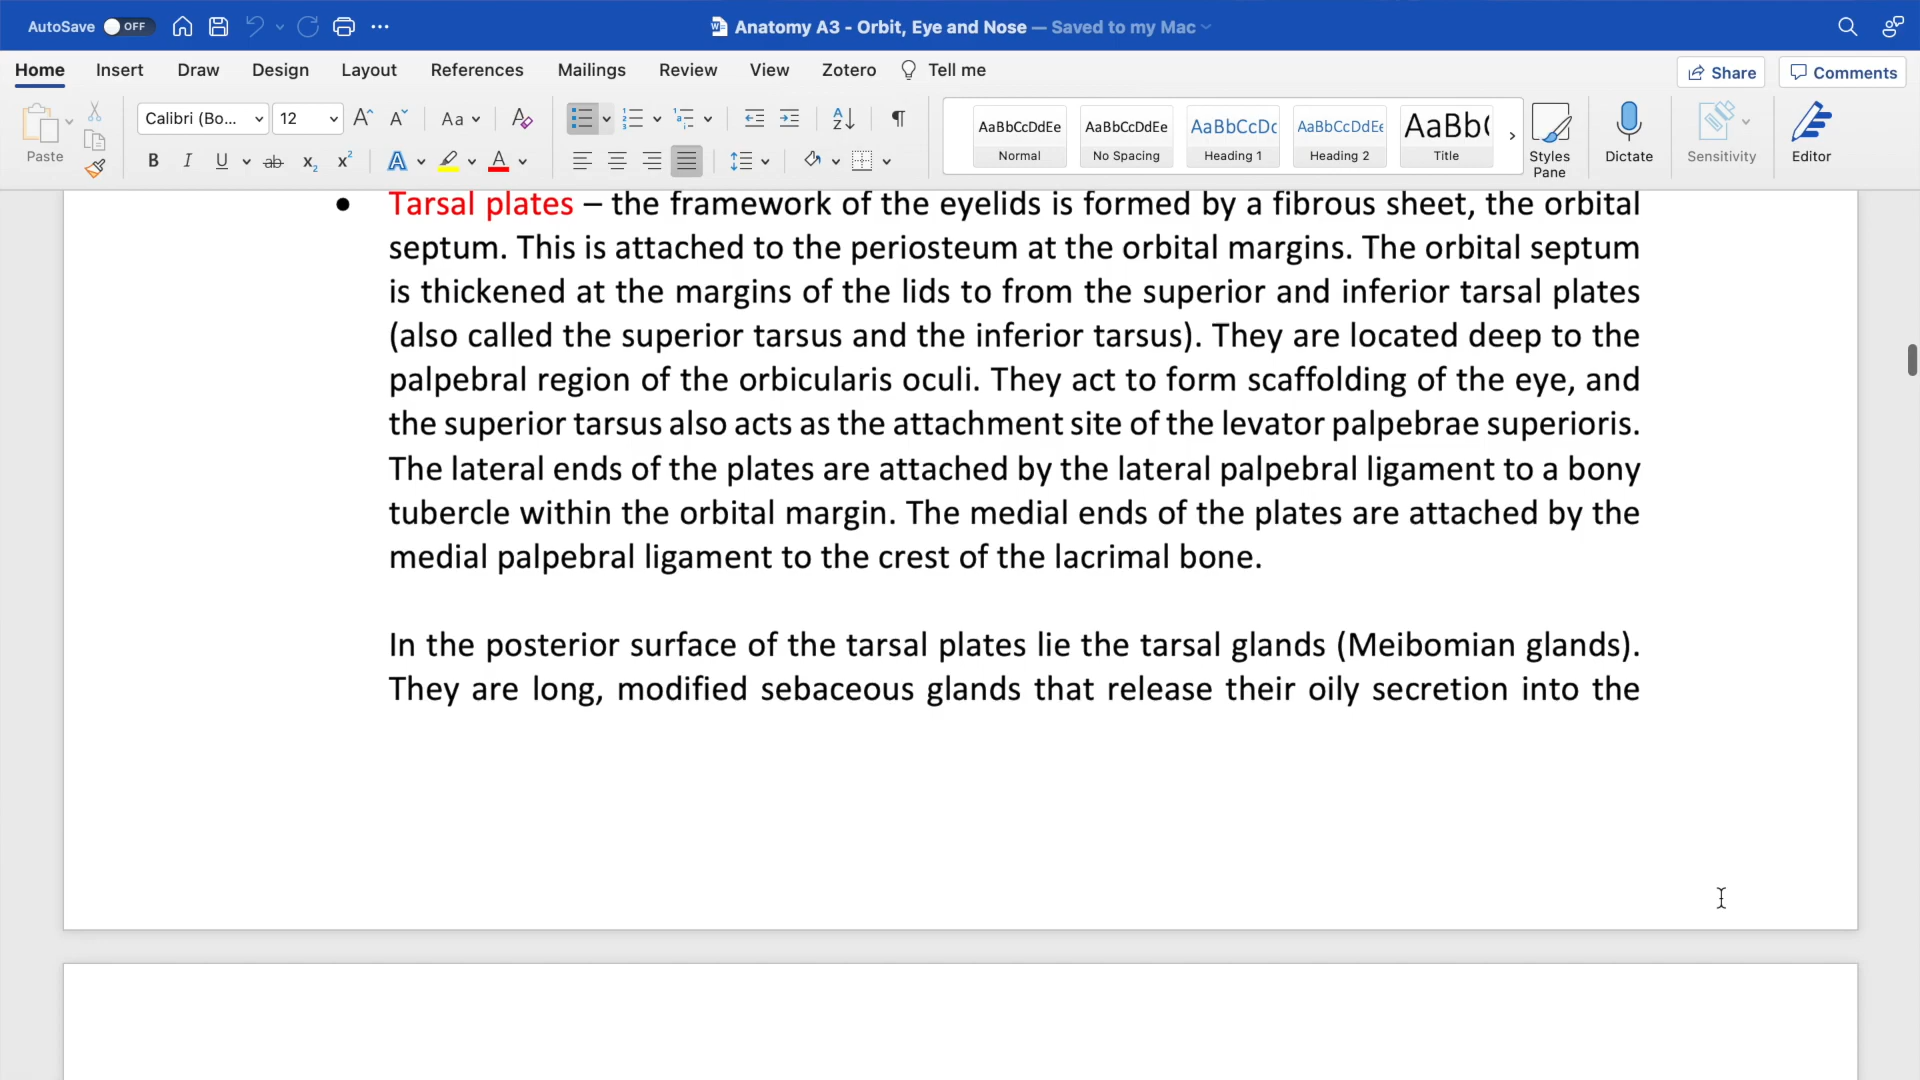 AutoSave OFF Anatomy A3 - Orbit, Eye and Nose — Saved to my Mac
Home Insert Draw Design Layout References Mailings Review View Zotero Tell me Share Comments
Paste Calibri (Bo... 12 Aa
AaBbCcDdEe AaBbCcDdEe AaBbCcDc AaBbCcDdEe AaBb(
Normal No Spacing Heading 1 Heading 2 Title Styles Pane Dictate Sensitivity Editor
• Tarsal plates – the framework of the eyelids is formed by a fibrous sheet, the orbital
septum. This is attached to the periosteum at the orbital margins. The orbital septum
is thickened at the margins of the lids to from the superior and inferior tarsal plates
(also called the superior tarsus and the inferior tarsus). They are located deep to the
palpebral region of the orbicularis oculi. They act to form scaffolding of the eye, and
the superior tarsus also acts as the attachment site of the levator palpebrae superioris.
The lateral ends of the plates are attached by the lateral palpebral ligament to a bony
tubercle within the orbital margin. The medial ends of the plates are attached by the
medial palpebral ligament to the crest of the lacrimal bone.
In the posterior surface of the tarsal plates lie the tarsal glands (Meibomian glands).
They are long, modified sebaceous glands that release their oily secretion into the